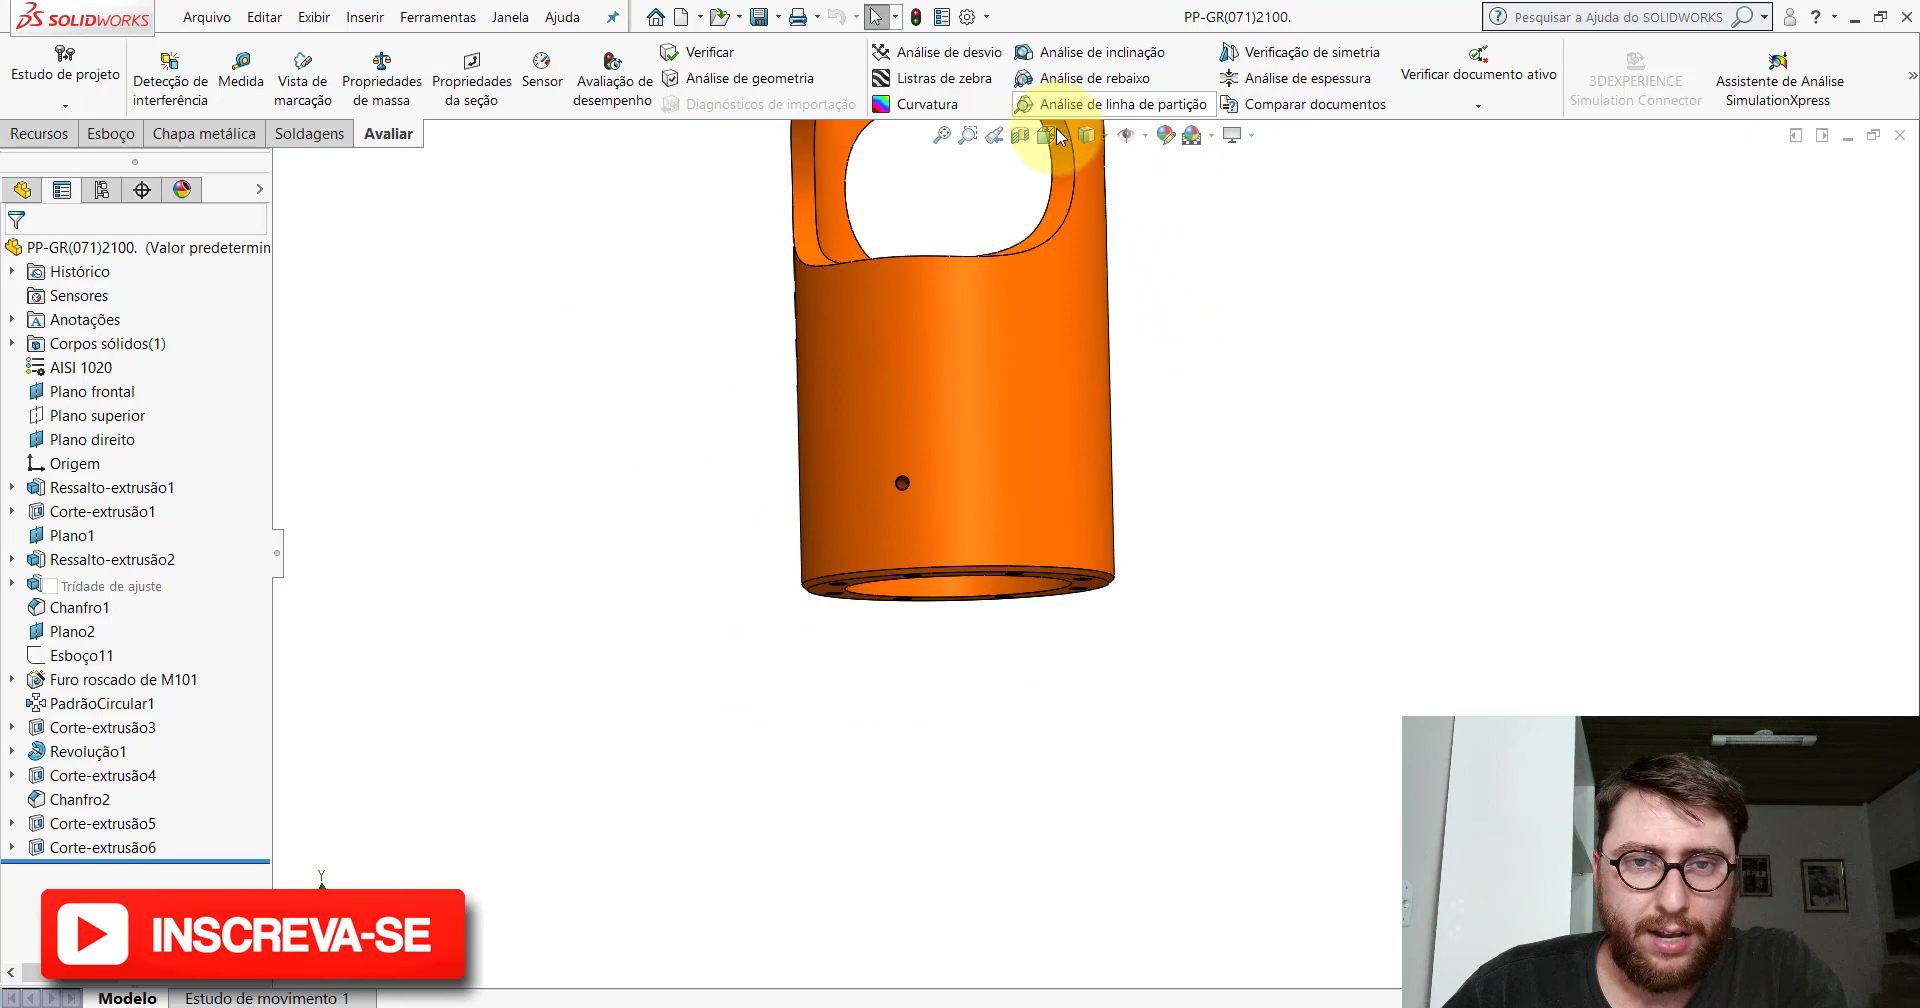 SOLIDWORKS
Arquivo Editar Exibir Inserir Ferramentas Janela Ajuda
PP-GR(071)2100.
Pesquisar a Ajuda do SOLIDWORKS
Estudo de projeto
Detecção de interferência
Medida
Vista de marcação
Propriedades de massa
Propriedades da seção
Sensor
Avaliação de desempenho
Verificar
Análise de geometria
Diagnósticos de importação
Análise de desvio
Listras de zebra
Curvatura
Análise de inclinação
Análise de rebaixo
Análise de linha de partição
Verificação de simetria
Análise de espessura
Comparar documentos
Verificar documento ativo
3DEXPERIENCE
Simulation Connector
Assistente de Análise
SimulationXpress
Recursos Esboço Chapa metálica Soldagens Avaliar
PP-GR(071)2100. (Valor predetermin
Histórico
Sensores
Anotações
Corpos sólidos(1)
AISI 1020
Plano frontal
Plano superior
Plano direito
Origem
Ressalto-extrusão1
Corte-extrusão1
Plano1
Ressalto-extrusão2
Trídade de ajuste
Chanfro1
Plano2
Esboço11
Furo roscado de M101
PadrãoCircular1
Corte-extrusão3
Revolução1
Corte-extrusão4
Chanfro2
Corte-extrusão5
Corte-extrusão6
Y
INSCREVA-SE
Modelo Estudo de movimento 1